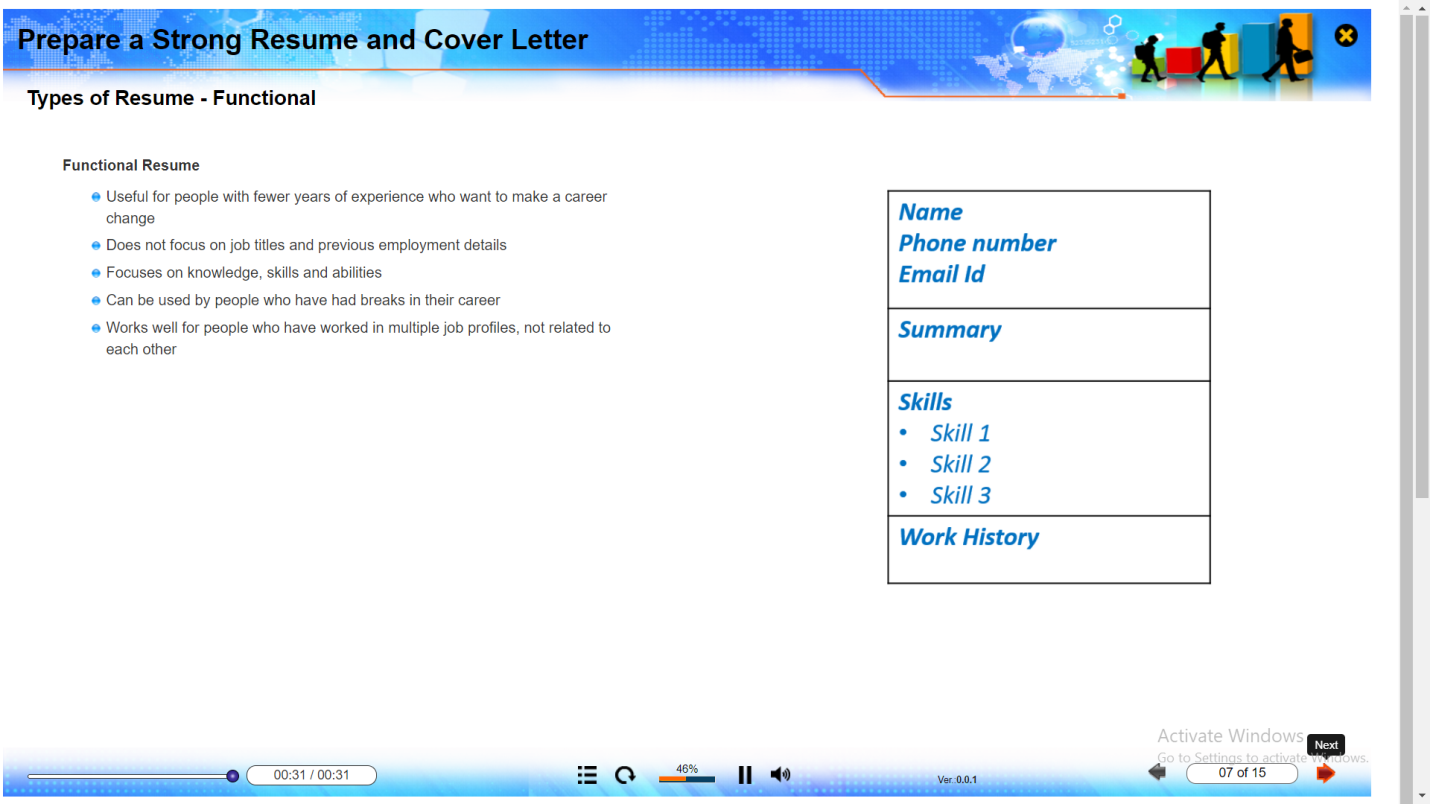 Prepare a Strong Resume and Cover Letter
Types of Resume - Functional
Functional Resume
Useful for people with fewer years of experience who want to make a career
change
Does not focus on job titles and previous employment details
Focuses on knowledge, skills and abilities
Can be used by people who have had breaks in their career
Works well for people who have worked in multiple job profiles, not related to
each other
Name
Phone number
Email Id
Summary
Skills
• Skill 1
• Skill 2
• Skill 3
Work History
Activate Windows
Go to Settings to activate Windows.
Next
00:31 / 00:31
46%
Ver.:0.0.1
07 of 15